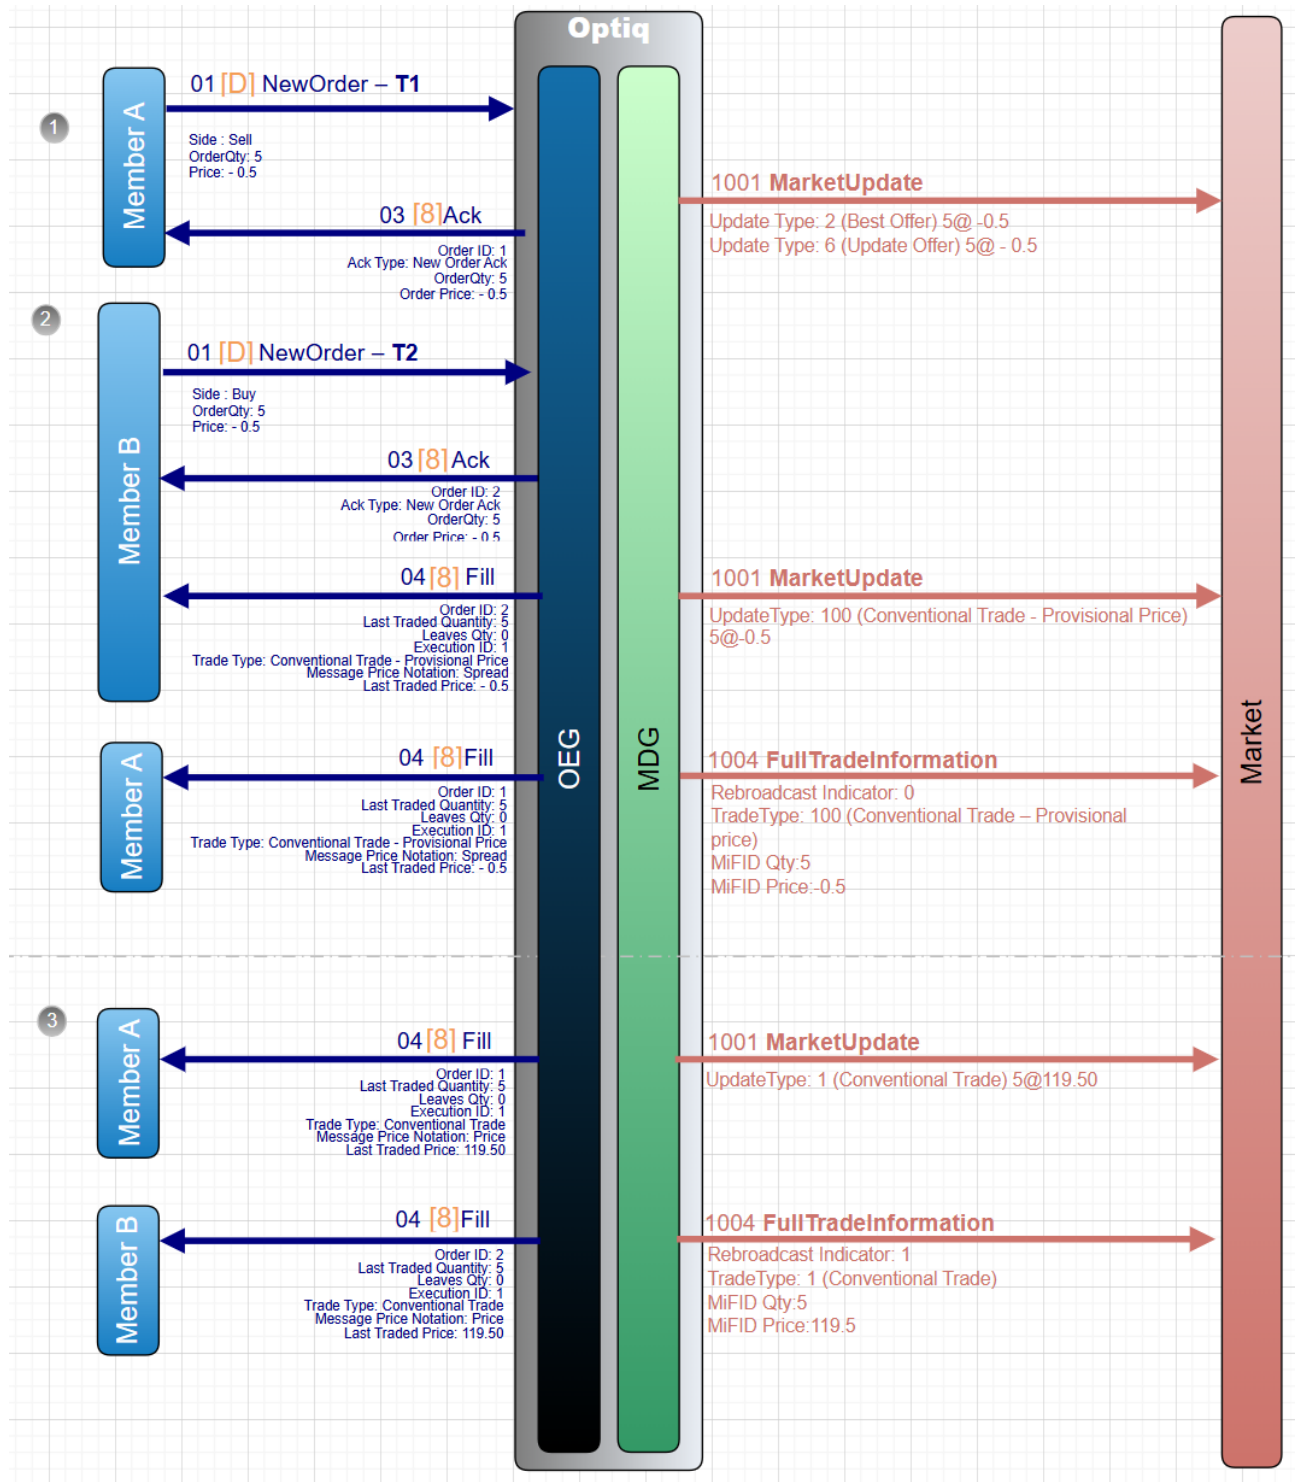 Optiq
1
Member A
01 [D] NewOrder – T1
Side : Sell
OrderQty: 5
Price: - 0.5
1001 MarketUpdate
Update Type: 2 (Best Offer) 5@ -0.5
Update Type: 6 (Update Offer) 5@ - 0.5
03 [8] Ack
Order ID: 1
Ack Type: New Order Ack
OrderQty: 5
Order Price: - 0.5
2
Member B
01 [D] NewOrder – T2
Side : Buy
OrderQty: 5
Price: - 0.5
03 [8] Ack
Order ID: 2
Ack Type: New Order Ack
OrderQty: 5
Order Price: - 0.5
04 [8] Fill
Order ID: 2
Last Traded Quantity: 5
Leaves Qty: 0
Execution ID: 1
Trade Type: Conventional Trade - Provisional Price
Message Price Notation: Spread
Last Traded Price: - 0.5
1001 MarketUpdate
UpdateType: 100 (Conventional Trade - Provisional Price)
5@-0.5
OEG
MDG
Market
Member A
04 [8] Fill
Order ID: 1
Last Traded Quantity: 5
Leaves Qty: 0
Execution ID: 1
Trade Type: Conventional Trade - Provisional Price
Message Price Notation: Spread
Last Traded Price: - 0.5
1004 FullTradeInformation
Rebroadcast Indicator: 0
TradeType: 100 (Conventional Trade – Provisional
price)
MiFID Qty:5
MiFID Price:-0.5
3
Member A
04 [8] Fill
Order ID: 1
Last Traded Quantity: 5
Leaves Qty: 0
Execution ID: 1
Trade Type: Conventional Trade
Message Price Notation: Price
Last Traded Price: 119.50
1001 MarketUpdate
UpdateType: 1 (Conventional Trade) 5@119.50
Member B
04 [8] Fill
Order ID: 2
Last Traded Quantity: 5
Leaves Qty: 0
Execution ID: 1
Trade Type: Conventional Trade
Message Price Notation: Price
Last Traded Price: 119.50
1004 FullTradeInformation
Rebroadcast Indicator: 1
TradeType: 1 (Conventional Trade)
MiFID Qty:5
MiFID Price:119.5